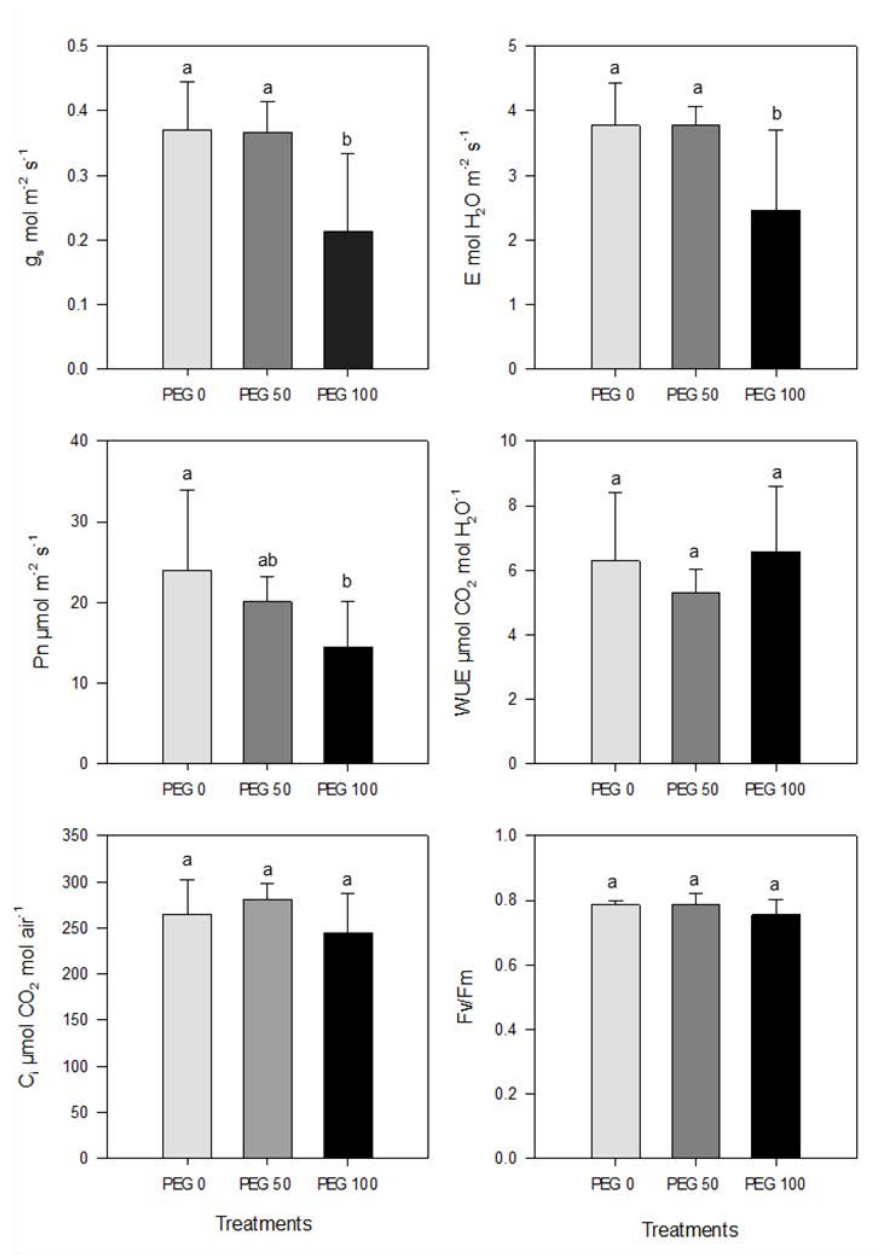 0.5
0.4
0.3
0.2
0.1
0.0
gs mol m-2 s-1
a
a
b
PEG 0 PEG 50 PEG 100
5
4
3
2
1
0
E mol H2O m-2 s-1
a
a
b
PEG 0 PEG 50 PEG 100
40
30
20
10
0
Pn µmol m-2 s-1
a
ab
b
PEG 0 PEG 50 PEG 100
10
8
6
4
2
0
WUE µmol CO2 mol H2O-1
a
a
a
PEG 0 PEG 50 PEG 100
350
300
250
200
150
100
50
0
Ci µmol CO2 mol air-1
a
a
a
PEG 0 PEG 50 PEG 100
Treatments
1.0
0.8
0.6
0.4
0.2
0.0
Fv/Fm
a
a
a
PEG 0 PEG 50 PEG 100
Treatments